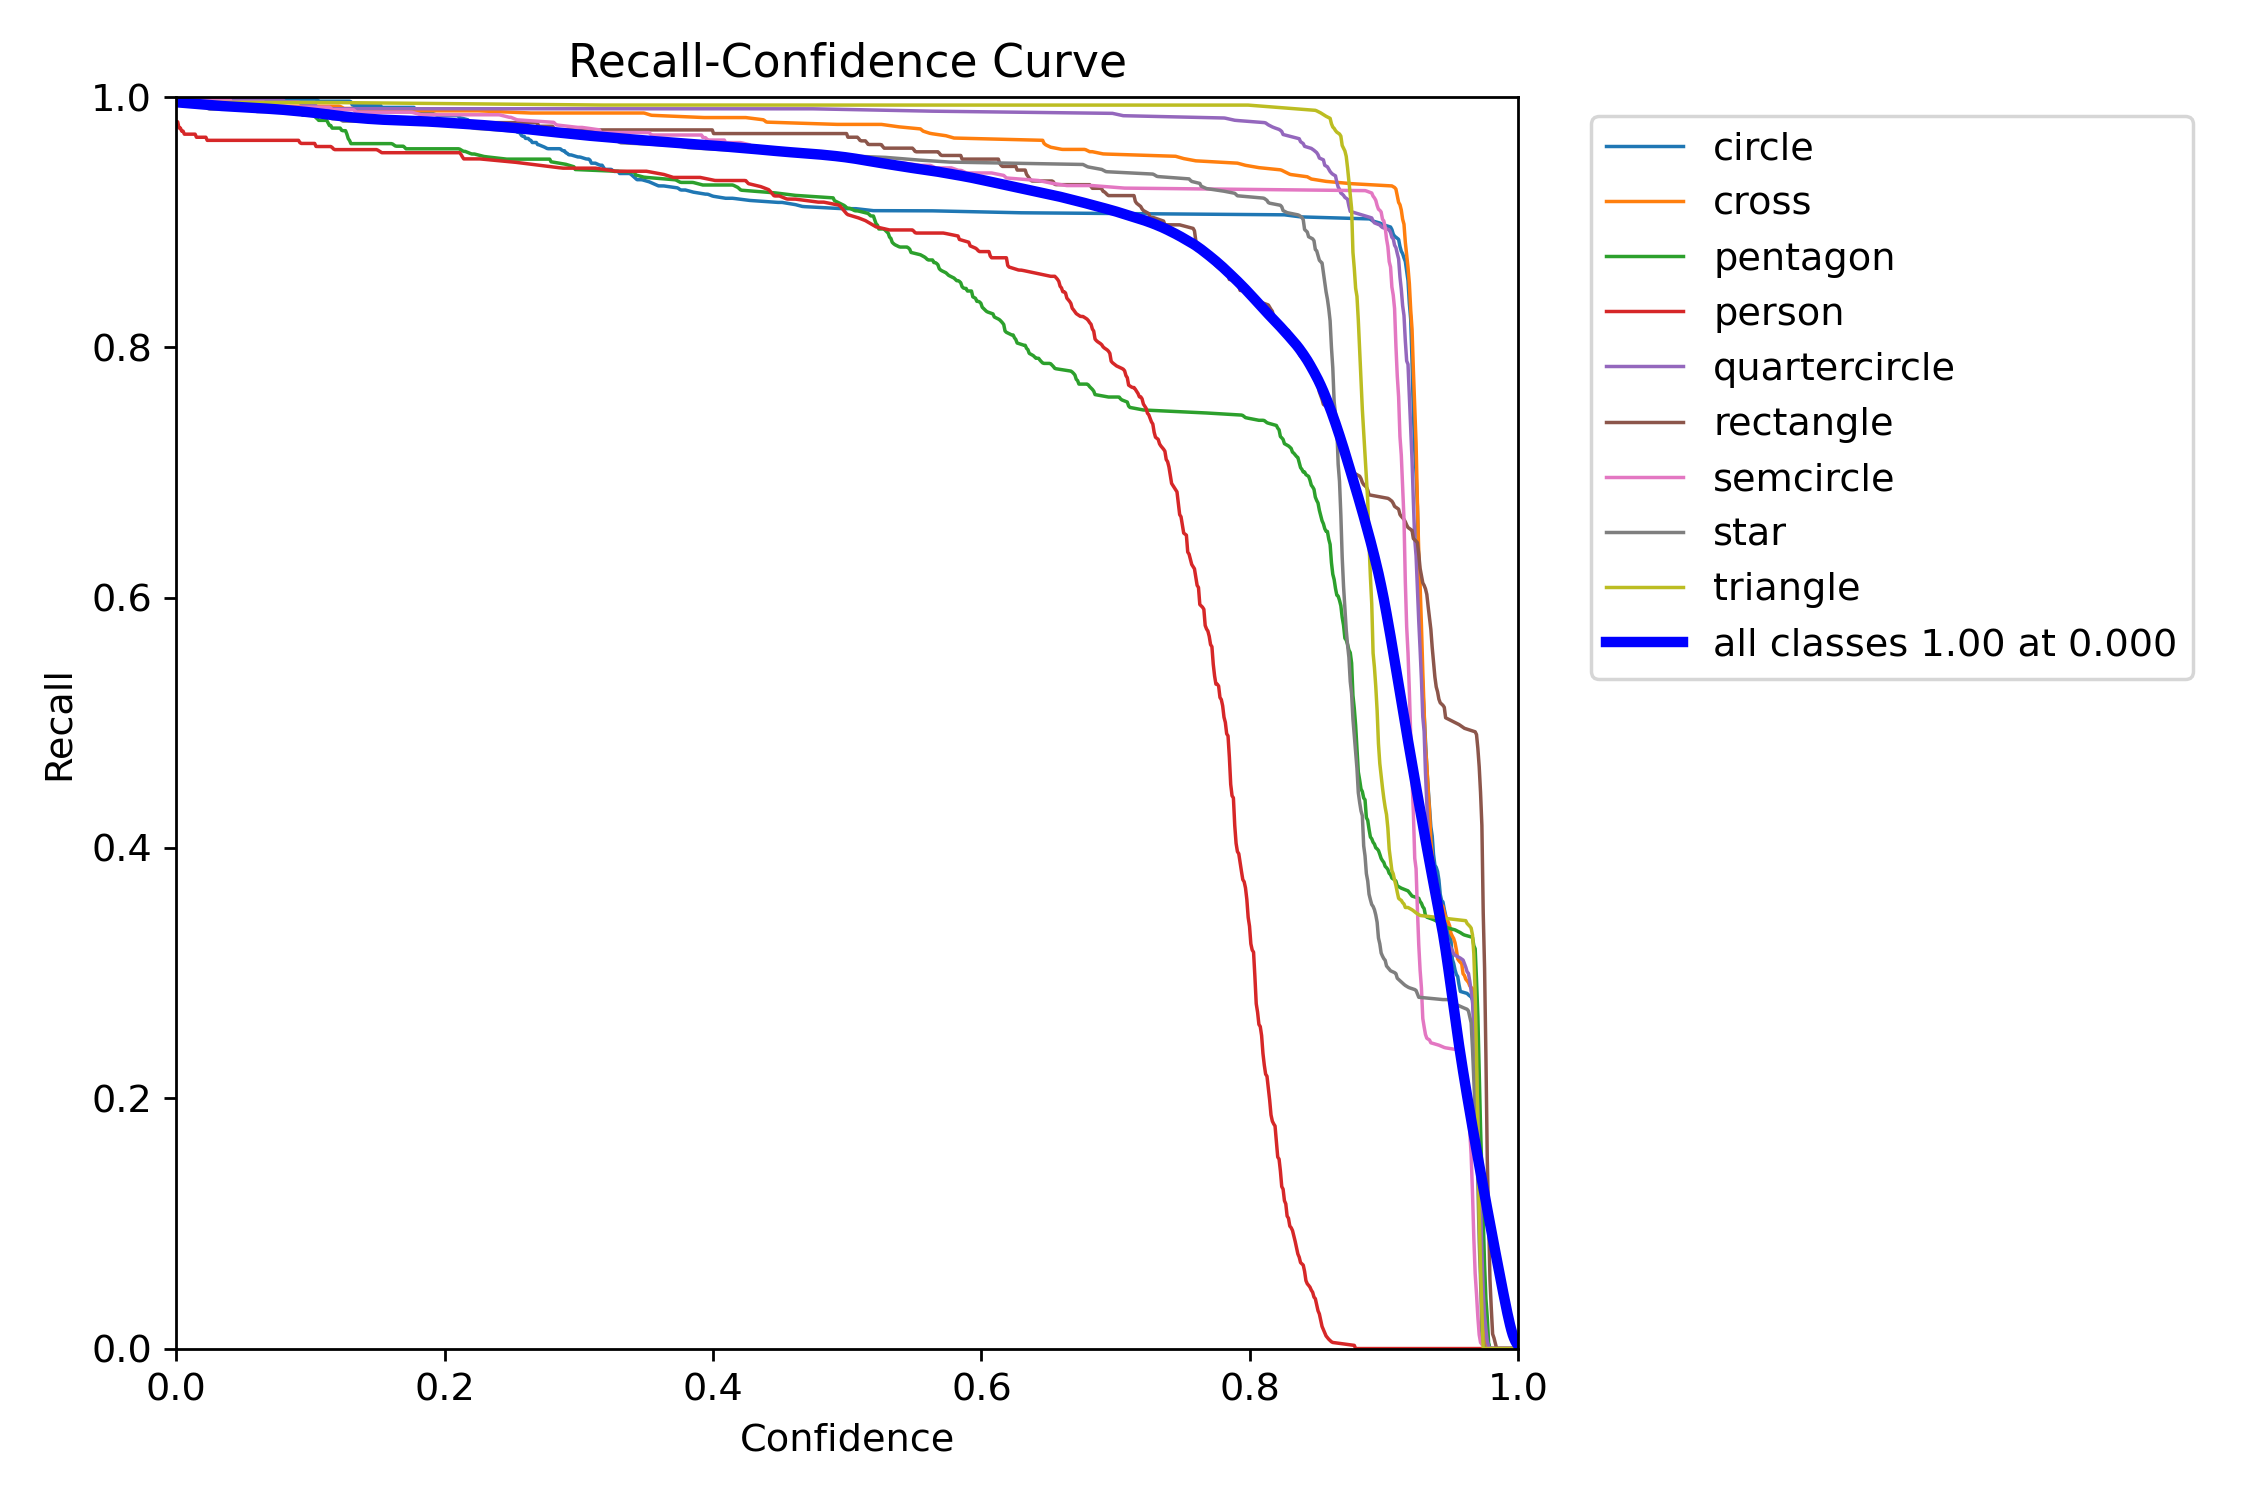 Recall-Confidence Curve
1.0
0.8
0.6
0.4
0.2
0.0
Recall
0.0 0.2 0.4 0.6 0.8 1.0
Confidence
circle
cross
pentagon
person
quartercircle
rectangle
semcircle
star
triangle
all classes 1.00 at 0.000